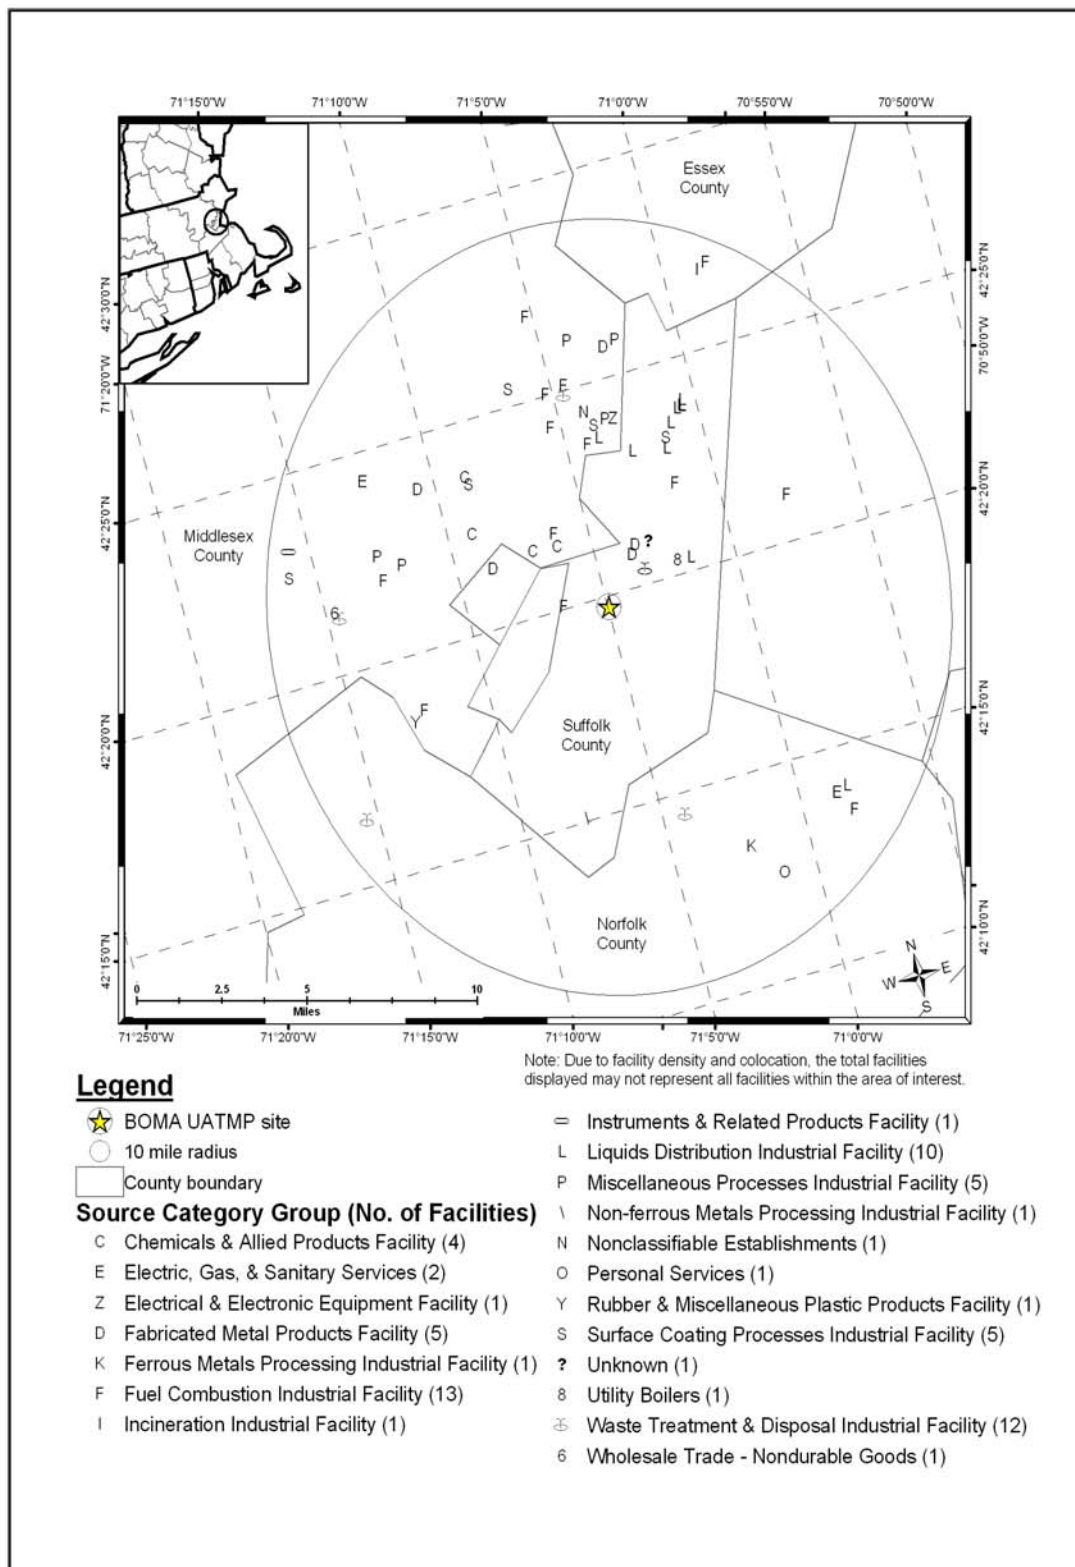 71°15'0"W 71°10'0"W 71°5'0"W 71°0'0"W 70°55'0"W 70°50'0"W
Essex
County
42°25'0"N
42°30'0"N
70°50'0"W
71°20'0"W
42°20'0"N
42°25'0"N
I F
F
P D P
S F E
N S P Z
F F L
L L
S L
L
F F
E D C
S
C C F C
D
Middlesex
County
P P
S F
6
D
D ?
8 L
F
42°15'0"N
42°20'0"N
Y F
Suffolk
County
E L
F
K
O
L
Norfolk
County
42°10'0"N
42°15'0"N
N
W E
S
0 2.5 5 10
Miles
71°25'0"W 71°20'0"W 71°15'0"W 71°10'0"W 71°5'0"W 71°0'0"W
Note: Due to facility density and colocation, the total facilities
displayed may not represent all facilities within the area of interest.
Legend
BOMA UATMP site
10 mile radius
County boundary
Source Category Group (No. of Facilities)
C Chemicals & Allied Products Facility (4)
E Electric, Gas, & Sanitary Services (2)
Z Electrical & Electronic Equipment Facility (1)
D Fabricated Metal Products Facility (5)
K Ferrous Metals Processing Industrial Facility (1)
F Fuel Combustion Industrial Facility (13)
I Incineration Industrial Facility (1)
Instruments & Related Products Facility (1)
L Liquids Distribution Industrial Facility (10)
P Miscellaneous Processes Industrial Facility (5)
\ Non-ferrous Metals Processing Industrial Facility (1)
N Nonclassifiable Establishments (1)
O Personal Services (1)
Y Rubber & Miscellaneous Plastic Products Facility (1)
S Surface Coating Processes Industrial Facility (5)
? Unknown (1)
8 Utility Boilers (1)
Waste Treatment & Disposal Industrial Facility (12)
6 Wholesale Trade - Nondurable Goods (1)